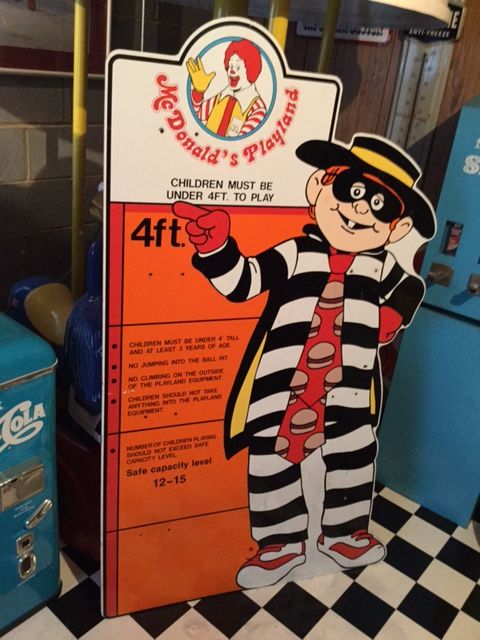 McDonald's Playland
CHILDREN MUST BE
UNDER 4FT. TO PLAY
4ft.
CHILDREN MUST BE UNDER 4' TALL
AND AT LEAST 3 YEARS OF AGE.
NO JUMPING INTO THE BALL PIT.
NO CLIMBING ON THE OUTSIDE
OF THE PLAYLAND EQUIPMENT.
CHILDREN SHOULD NOT TAKE
ANYTHING INTO THE PLAYLAND
EQUIPMENT.
NUMBER OF CHILDREN PLAYING
SHOULD NOT EXCEED SAFE
CAPACITY LEVEL.
Safe capacity level
12-15
Cola
ANTI-FREEZE